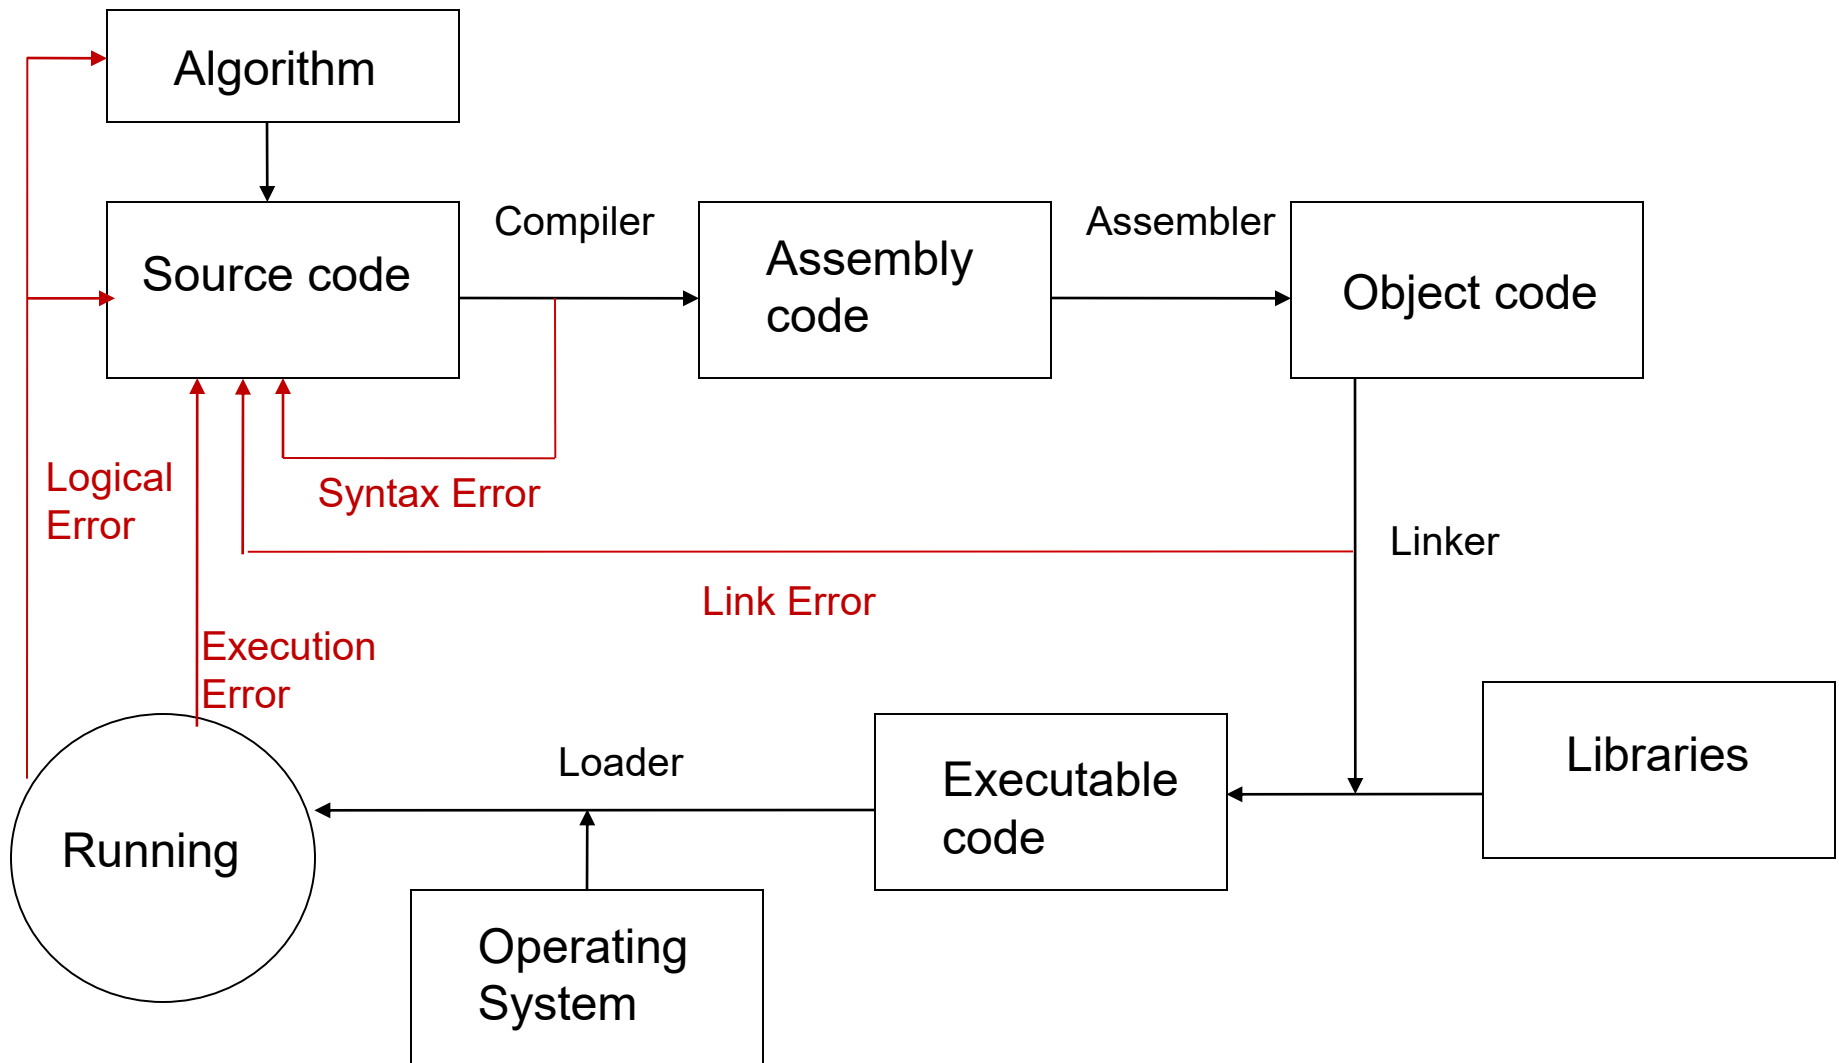 Algorithm
Compiler
Assembler
Source code
Assembly
code
Object code
Logical
Error
Syntax Error
Linker
Link Error
Execution
Error
Libraries
Loader
Executable
code
Running
Operating
System